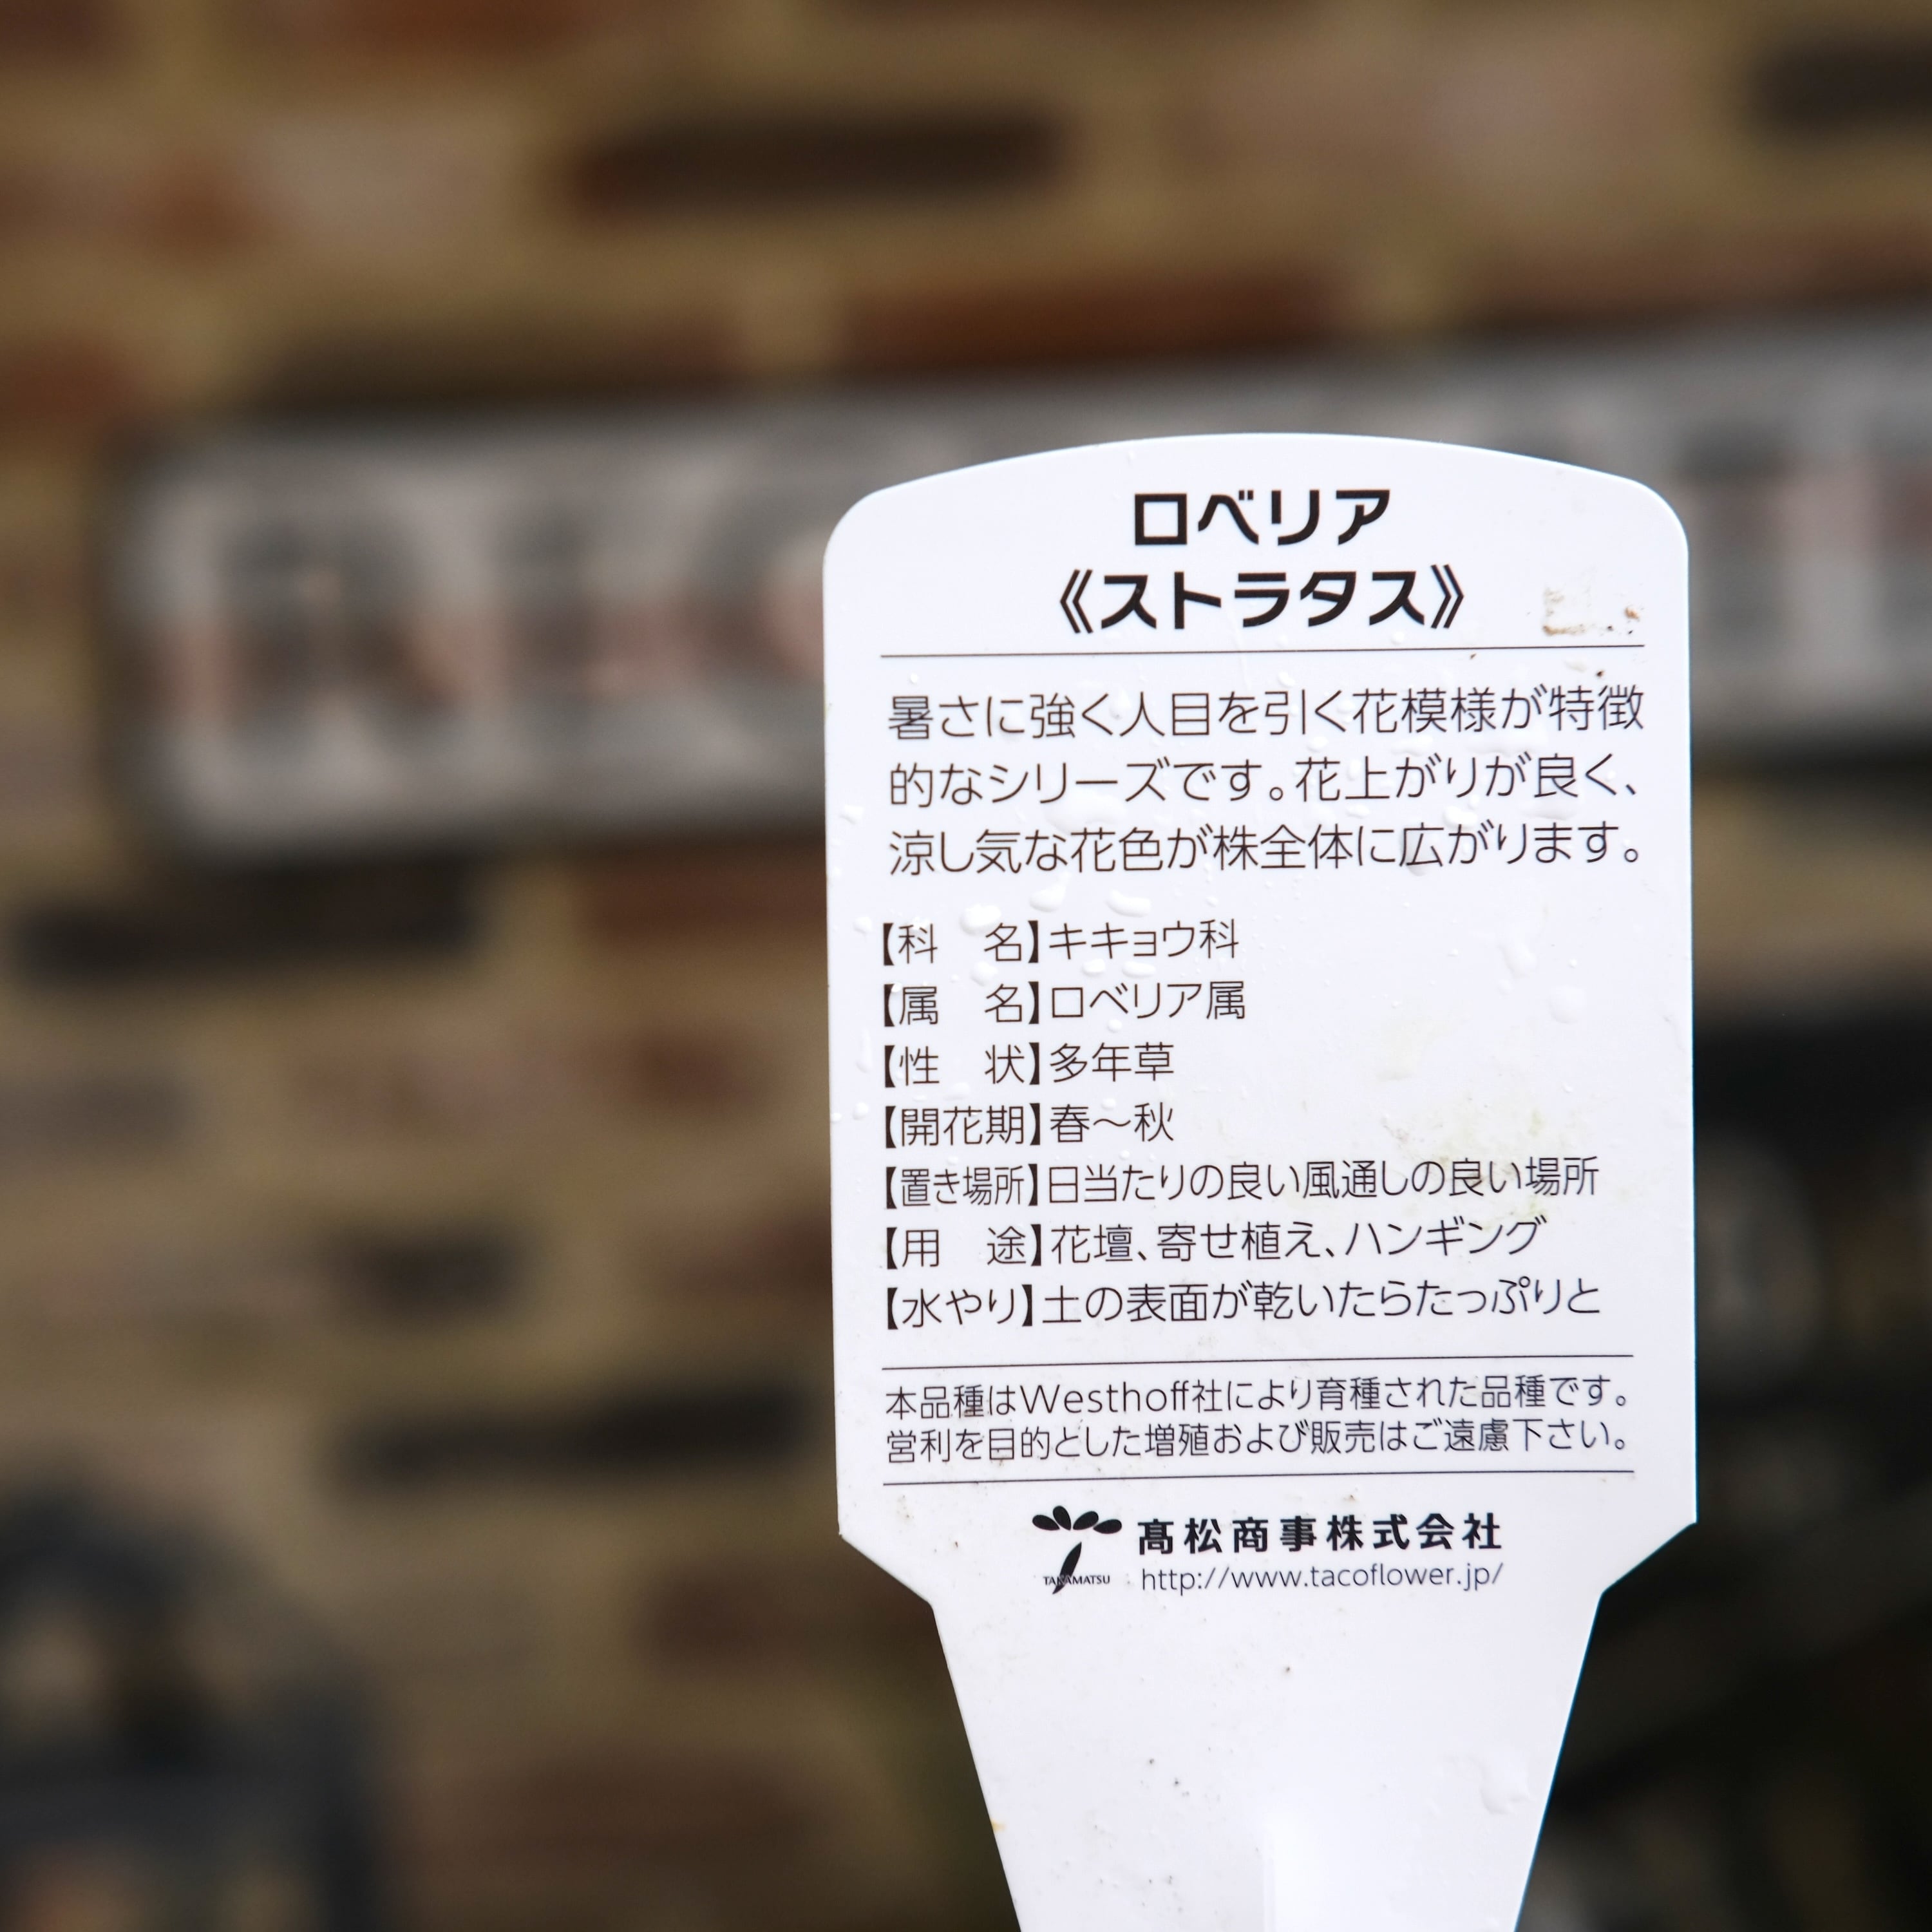 ロベリア
《ストラタス》
暑さに強く人目を引く花模様が特徴
的なシリーズです。花上がりが良く、
涼し気な花色が株全体に広がります。
【科　名】キキョウ科
【属　名】ロベリア属
【性　状】多年草
【開花期】春～秋
【置き場所】日当たりの良い風通しの良い場所
【用　途】花壇、寄せ植え、ハンギング
【水やり】土の表面が乾いたらたっぷりと
本品種はWesthoff社により育種された品種です。
営利を目的とした増殖および販売はご遠慮下さい。
髙松商事株式会社
TAKAMATSU
http://www.tacoflower.jp/